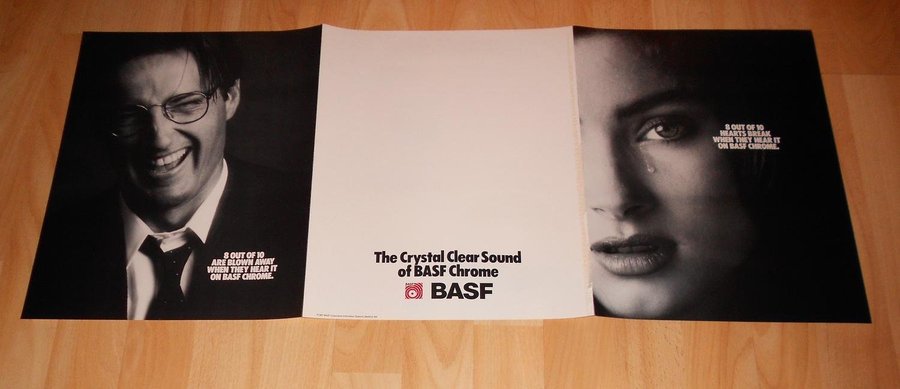 8 OUT OF 10
ARE BLOWN AWAY
WHEN THEY HEAR IT
ON BASF CHROME.
The Crystal Clear Sound
of BASF Chrome
BASF
8 OUT OF 10
HEARTS BREAK
WHEN THEY HEAR IT
ON BASF CHROME.